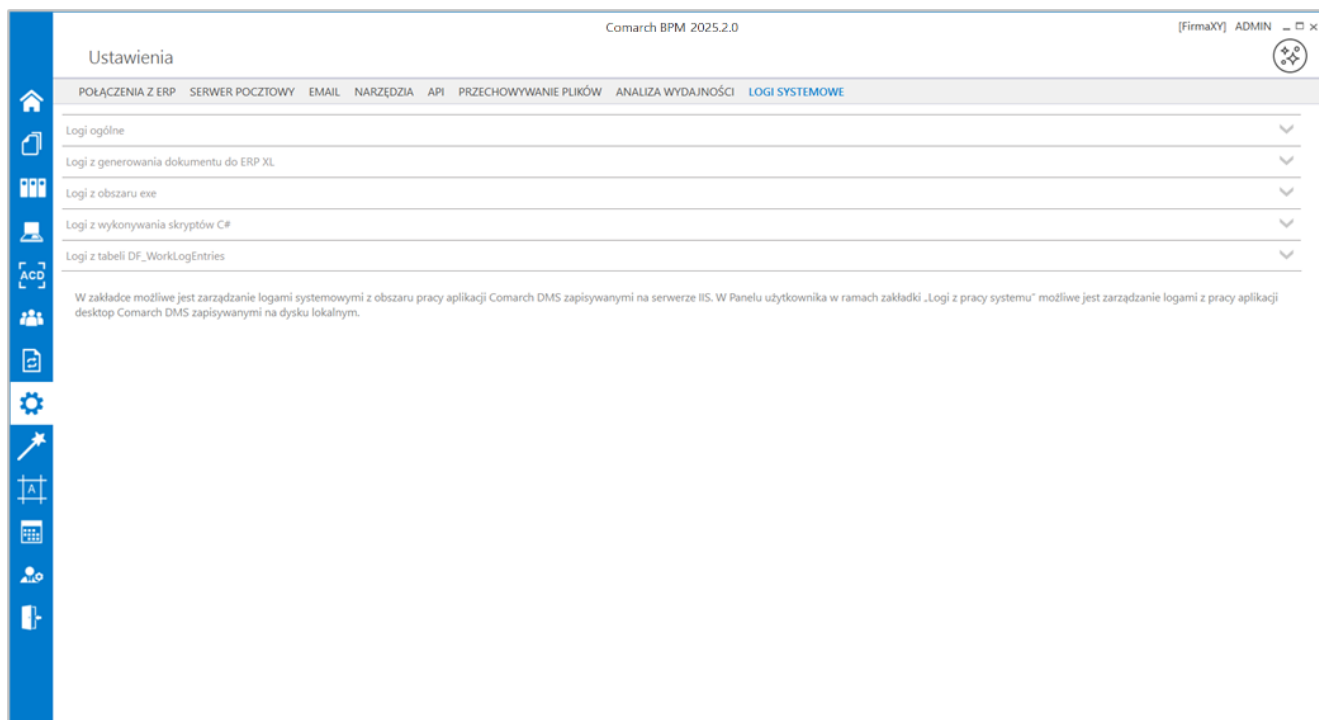 Comarch BPM 2025.2.0
[FirmaXY] ADMIN
Ustawienia
POŁĄCZENIA Z ERP SERWER POCZTOWY EMAIL NARZĘDZIA API PRZECHOWYWANIE PLIKÓW ANALIZA WYDAJNOŚCI LOGI SYSTEMOWE
Logi ogólne
Logi z generowania dokumentu do ERP XL
Logi z obszaru exe
Logi z wykonywania skryptów C#
Logi z tabeli DF_WorkLogEntries
W zakładce możliwe jest zarządzanie logami systemowymi z obszaru pracy aplikacji Comarch DMS zapisywanymi na serwerze IIS. W Panelu użytkownika w ramach zakładki „Logi z pracy systemu” możliwe jest zarządzanie logami z pracy aplikacji
desktop Comarch DMS zapisywanymi na dysku lokalnym.
ACD
A